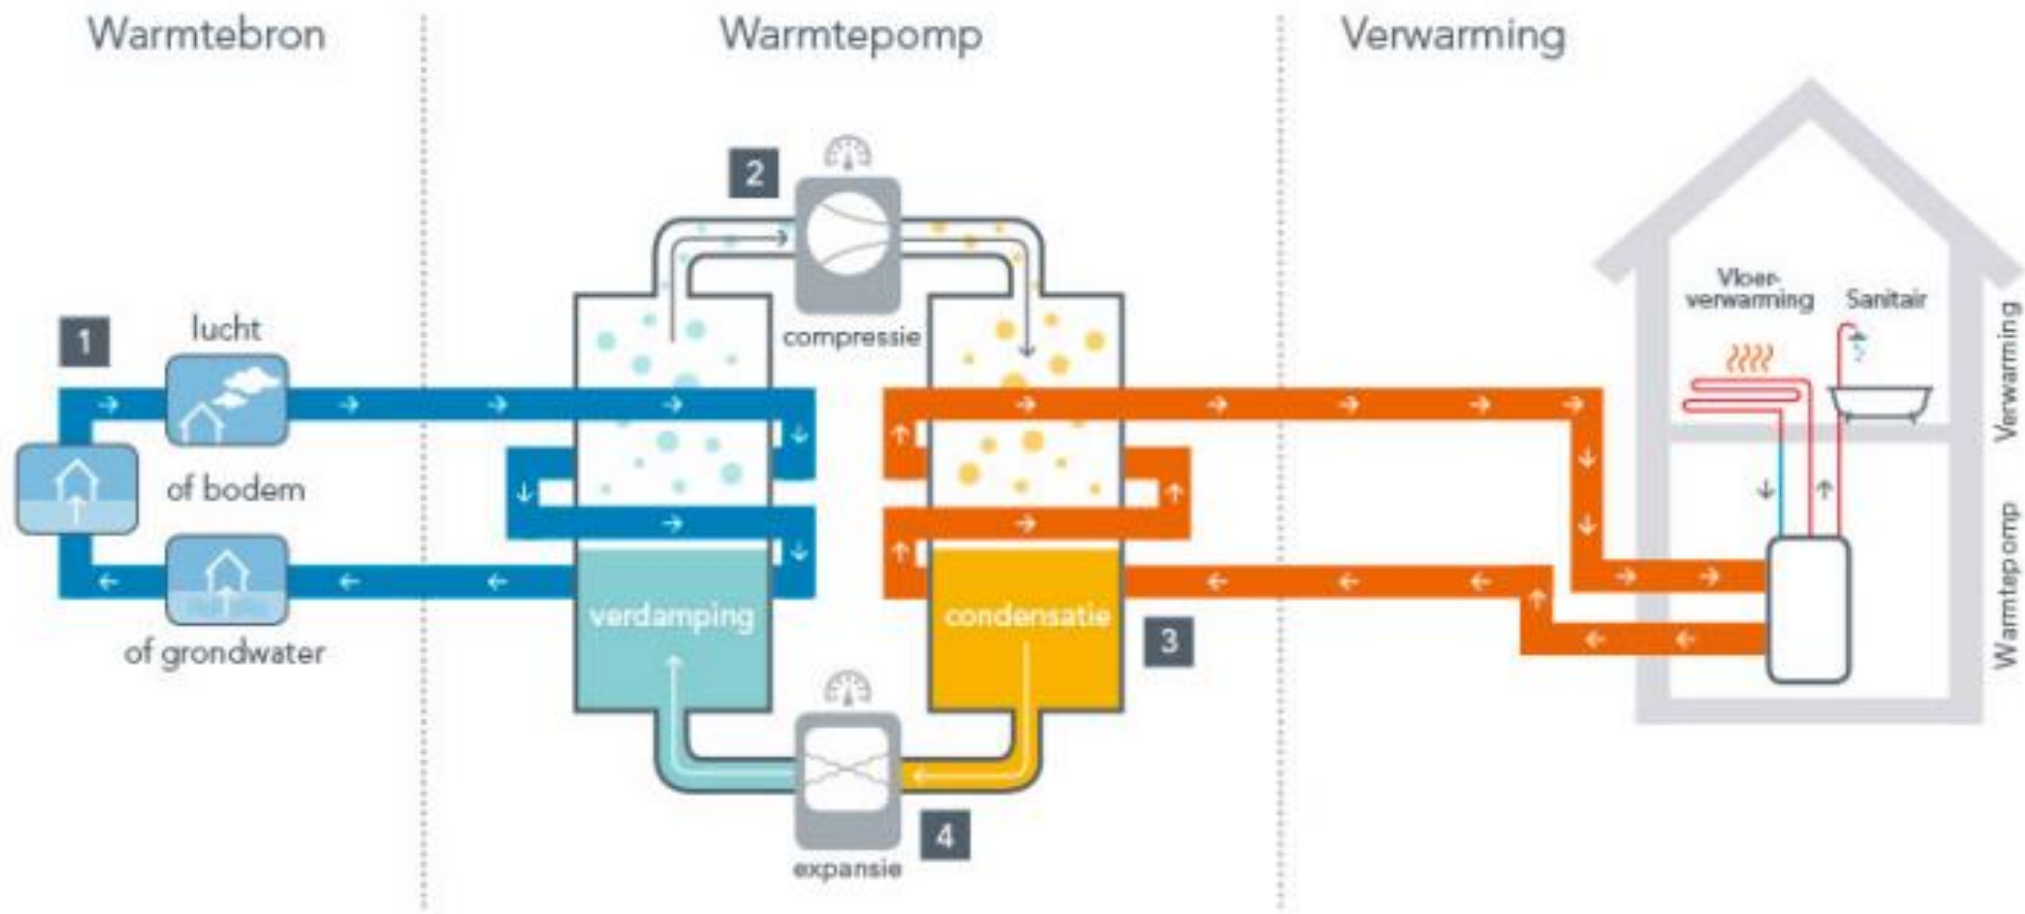 Warmtebron
Warmtepomp
Verwarming
1
lucht
of bodem
of grondwater
2
compressie
verdamping
condensatie
3
4
expansie
Vloer-
verwarming
Sanitair
Verwarming
Warmtepomp